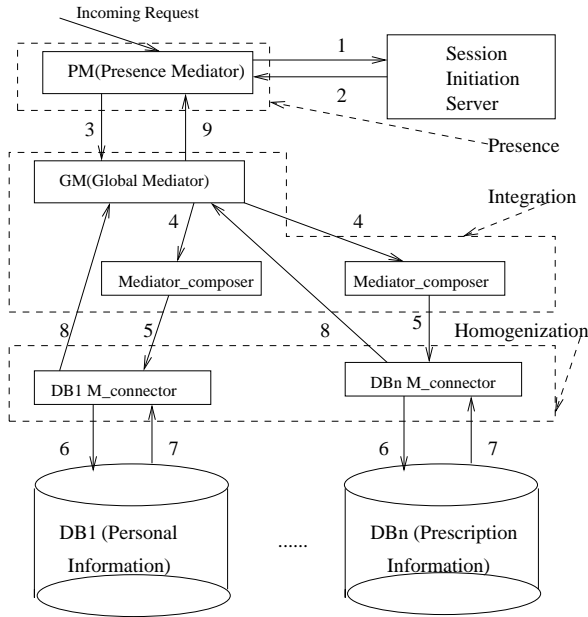 Incoming Request
PM(Presence Mediator)
1
2
Session
Initiation
Server
3
9
Presence
GM(Global Mediator)
4
4
Integration
Mediator_composer
Mediator_composer
8
5
8
5
Homogenization
DB1 M_connector
DBn M_connector
6
7
6
7
DB1 (Personal
Information)
......
DBn (Prescription
Information)